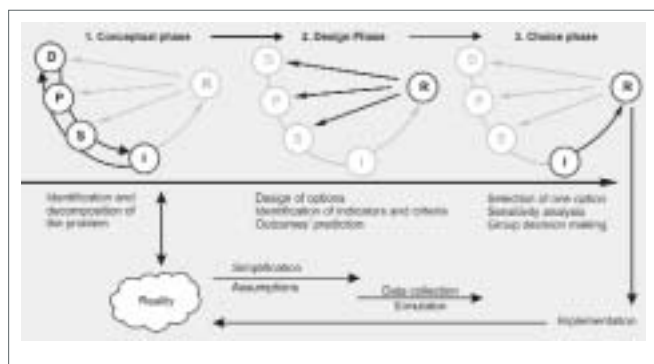 1. Conceptual phase
2. Design Phase
3. Choice phase
D
P
S
I
R
S
P
S
I
R
D
P
S
I
R
Identification and
decomposition of
the problem
Design of options
Identification of indicators and criteria
Outcomes' prediction
Selection of one option
Sensitivity analysis
Group decision making
Reality
Simplification
Assumptions
Data collection
Simulation
Implementation